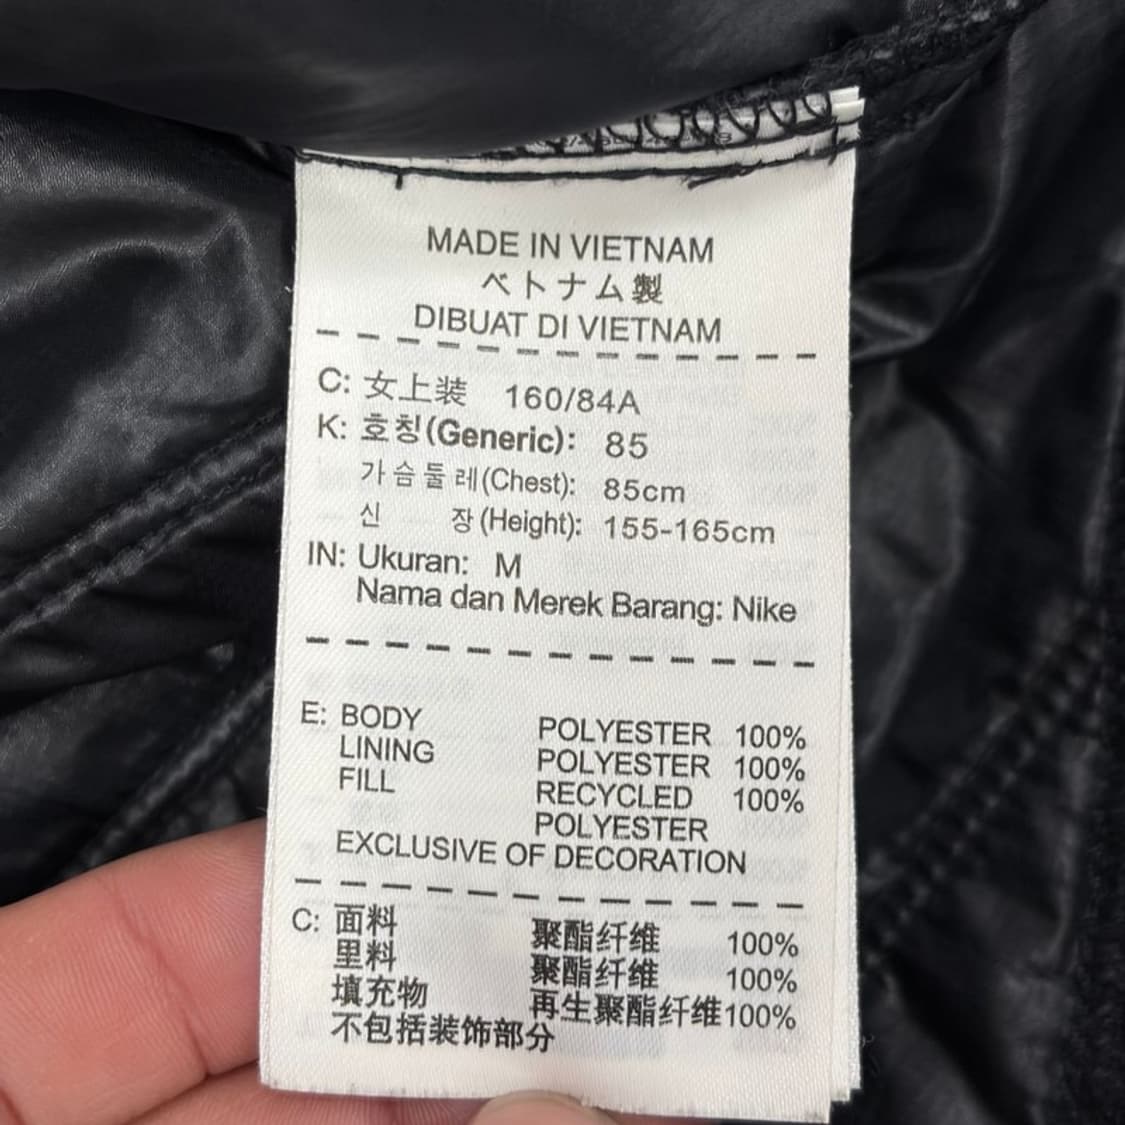 MADE IN VIETNAM
ベトナム製
DIBUAT DI VIETNAM
C: 女上装 160/84A
K: 호칭(Generic): 85
가슴둘레(Chest): 85cm
신 장(Height): 155-165cm
IN: Ukuran: M
Nama dan Merek Barang: Nike
E: BODY POLYESTER 100%
LINING POLYESTER 100%
FILL RECYCLED 100%
POLYESTER
EXCLUSIVE OF DECORATION
C: 面料 聚酯纤维 100%
里料 聚酯纤维 100%
填充物 再生聚酯纤维100%
不包括装饰部分